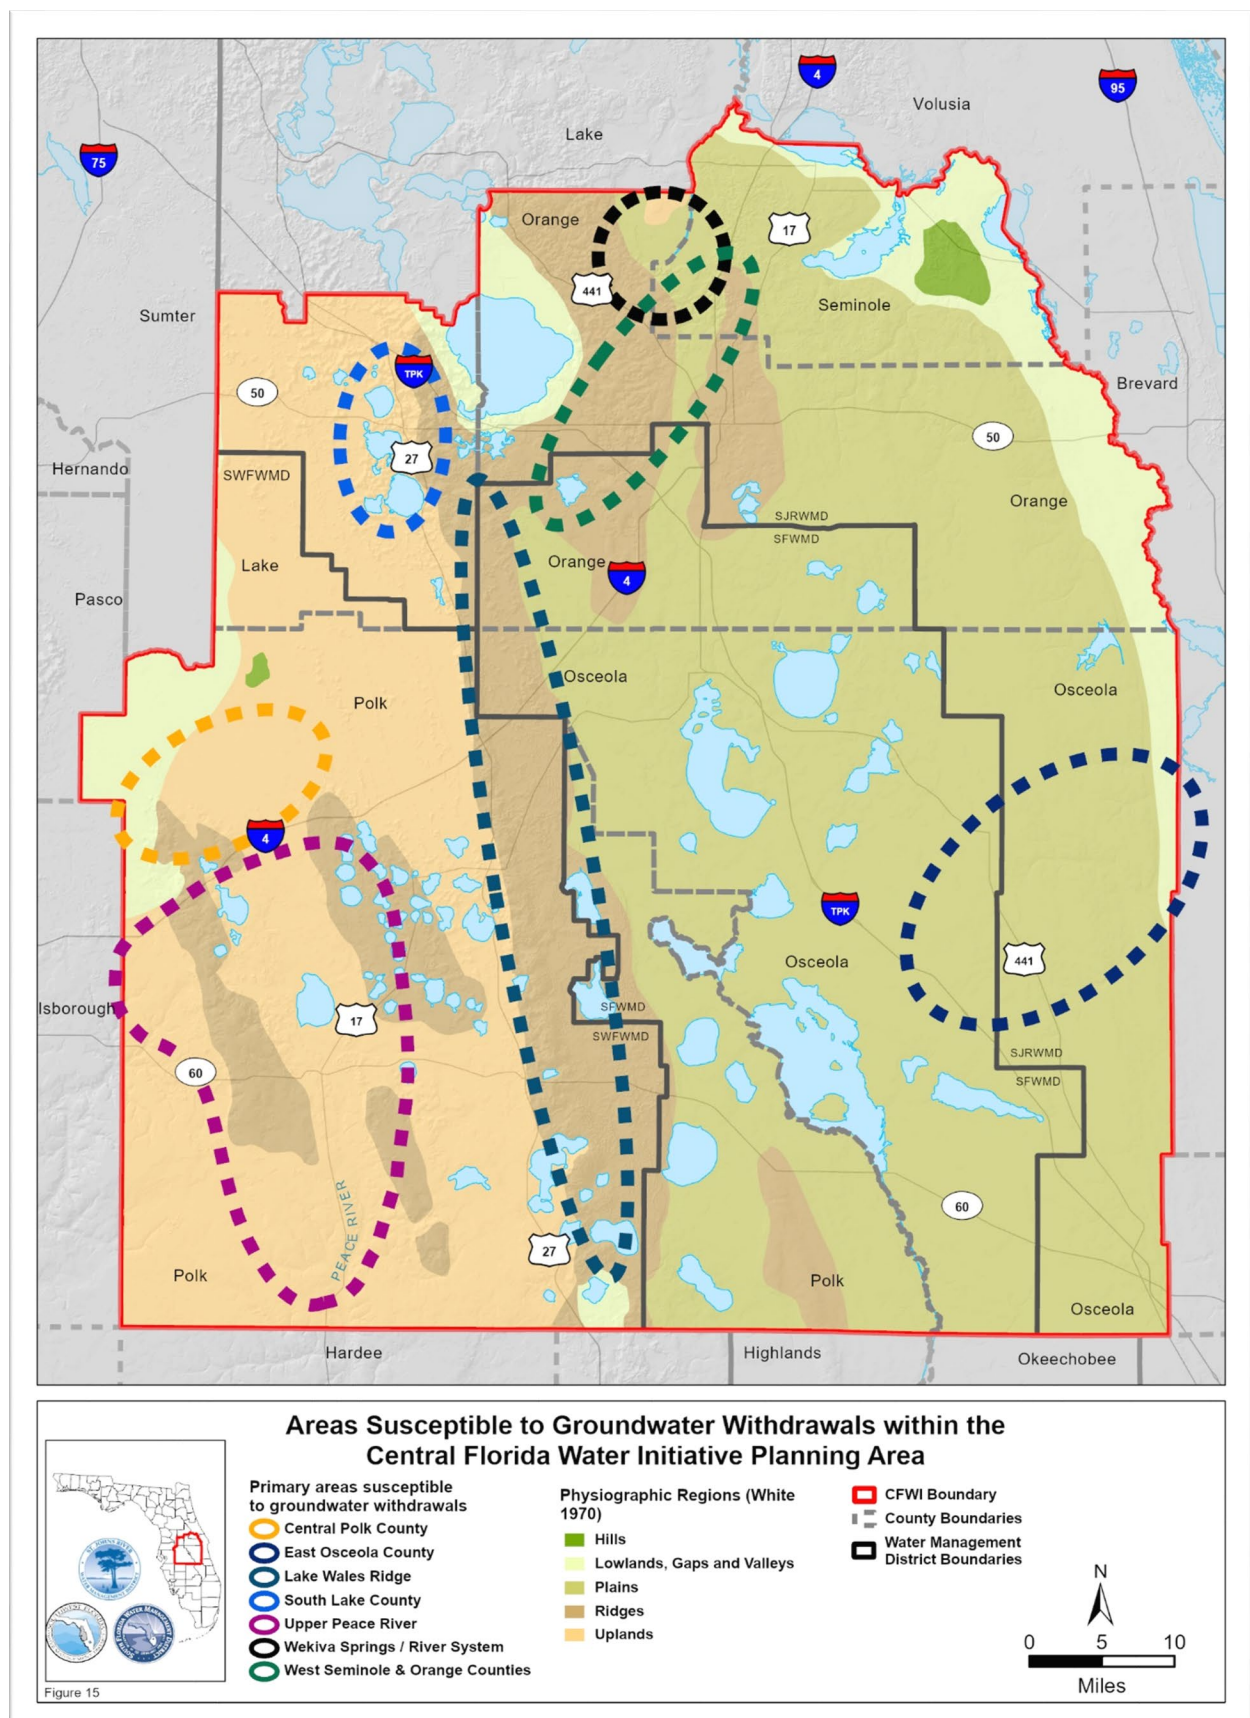 4
95
Volusia
Lake
75
Orange
17
441
Seminole
Sumter
TPK
Brevard
50
50
27
Hernando
SWFWMD
Orange
SJRWMD
SFWMD
Lake
Orange
4
Pasco
Osceola
Polk
Osceola
4
TPK
441
Osceola
lsborough
17
SFWMD
SWFWMD
SJRWMD
SFWMD
60
60
PEACE RIVER
27
Polk
Polk
Osceola
Hardee
Highlands
Okeechobee
Areas Susceptible to Groundwater Withdrawals within the
Central Florida Water Initiative Planning Area
Primary areas susceptible
to groundwater withdrawals
Central Polk County
East Osceola County
Lake Wales Ridge
South Lake County
Upper Peace River
Wekiva Springs / River System
West Seminole & Orange Counties
Physiographic Regions (White
1970)
Hills
Lowlands, Gaps and Valleys
Plains
Ridges
Uplands
CFWI Boundary
County Boundaries
Water Management
District Boundaries
N
0 5 10
Miles
Figure 15